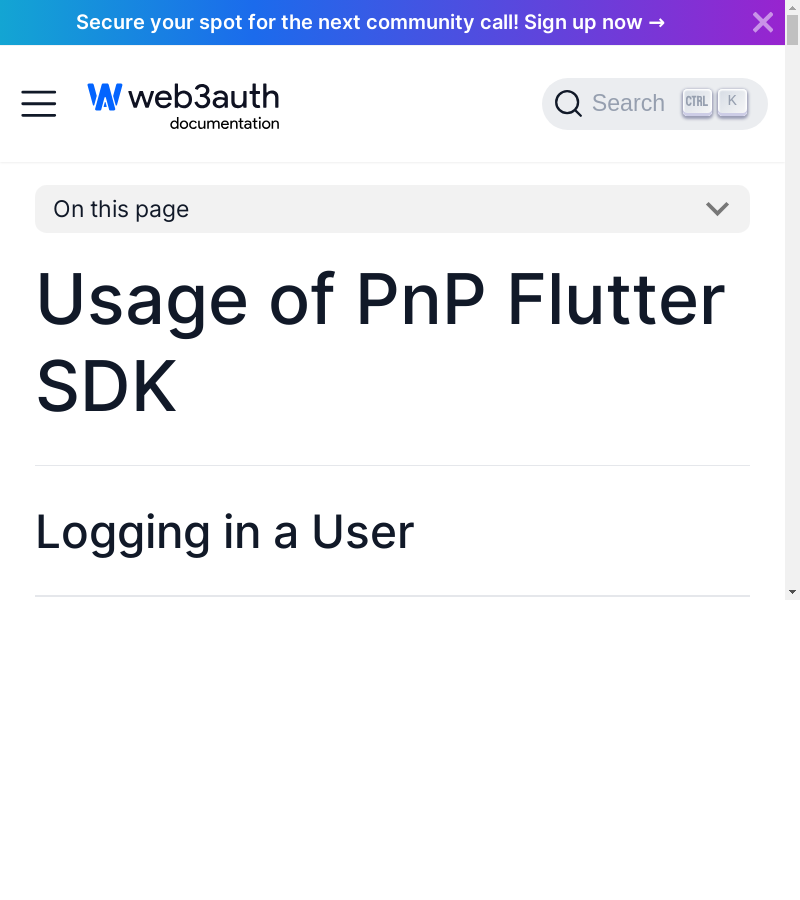 Secure your spot for the next community call! Sign up now →
web3auth
documentation
Search CTRL K
On this page
Usage of PnP Flutter
SDK
Logging in a User